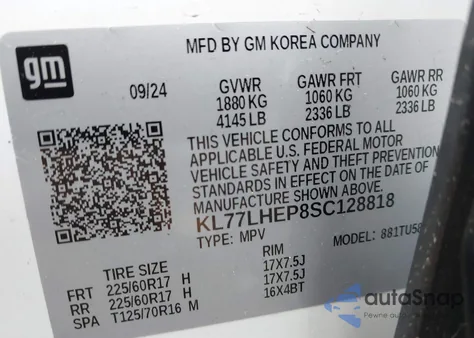 gm
MFD BY GM KOREA COMPANY
09/24
GVWR GAWR FRT GAWR RR
1880 KG 1060 KG 1060 KG
4145 LB 2336 LB 2336 LB
THIS VEHICLE CONFORMS TO ALL
APPLICABLE U.S. FEDERAL MOTOR
VEHICLE SAFETY AND THEFT PREVENTION
STANDARDS IN EFFECT ON THE DATE OF
MANUFACTURE SHOWN ABOVE.
KL77LHEP8SC128818
TYPE: MPV MODEL: 881TU58
TIRE SIZE RIM
FRT 225/60R17 H 17X7.5J
RR 225/60R17 H 17X7.5J
SPA T125/70R16 M 16X4BT
autoSnap
Pewne auto